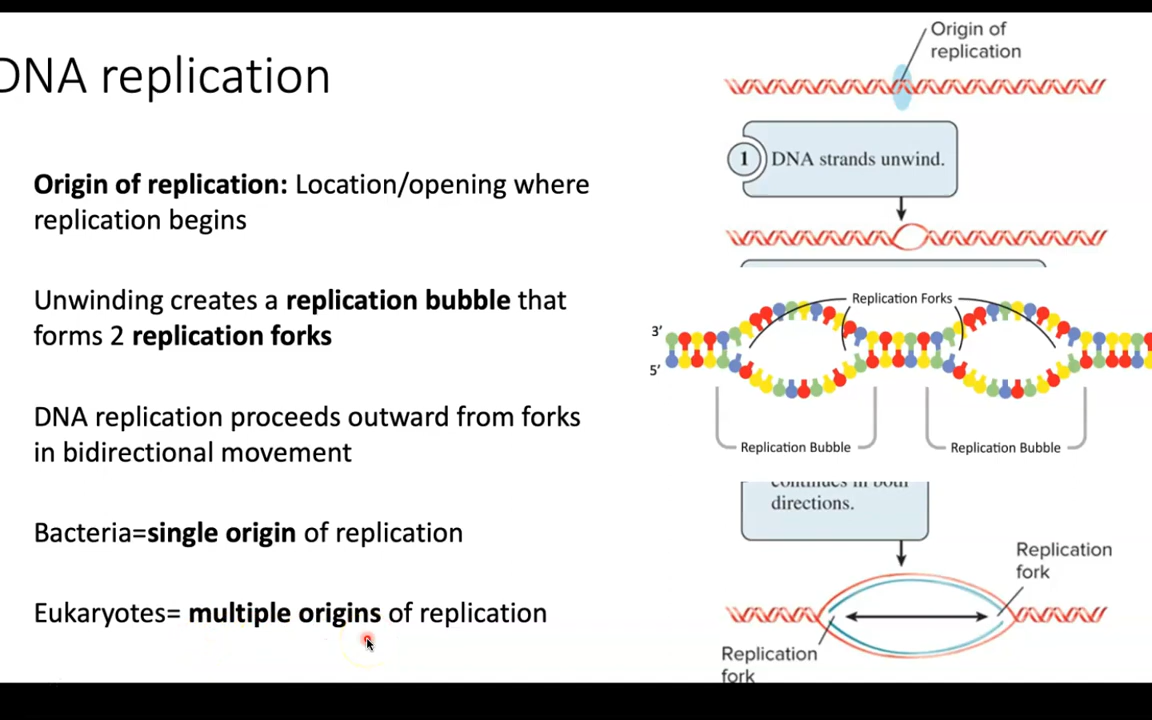 DNA replication
Origin of replication: Location/opening where
replication begins
Unwinding creates a replication bubble that
forms 2 replication forks
DNA replication proceeds outward from forks
in bidirectional movement
Bacteria=single origin of replication
Eukaryotes= multiple origins of replication
Origin of
replication
1 DNA strands unwind.
Replication Forks
3′
5′
Replication Bubble Replication Bubble
continues in both
directions.
Replication
fork
Replication
fork